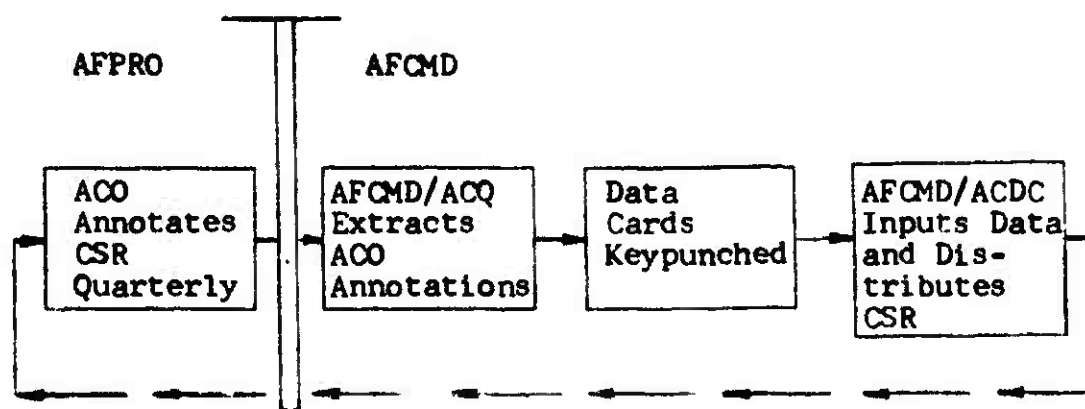 AFPRO
AFCMD
ACO
Annotates
CSR
Quarterly
AFCMD/ACQ
Extracts
ACO
Annotations
Data
Cards
Keypunched
AFCMD/ACDC
Inputs Data
and Dis-
tributes
CSR